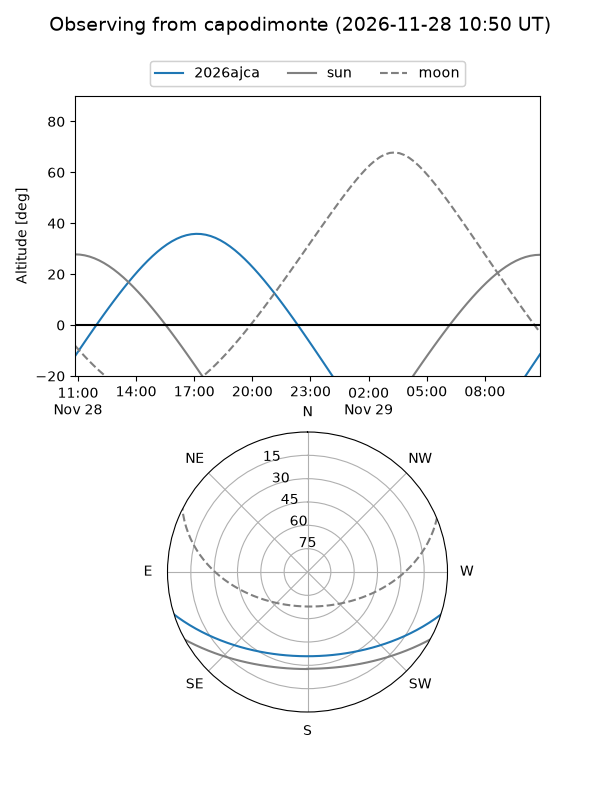 Observing from capodimonte (2026-11-28 10:50 UT)
2026ajca sun moon
Altitude [deg]
80
60
40
20
0
−20
11:00 14:00 17:00 20:00 23:00 02:00 05:00 08:00
Nov 28 Nov 29
N
NE NW
15
30
45
60
75
E W
SE SW
S